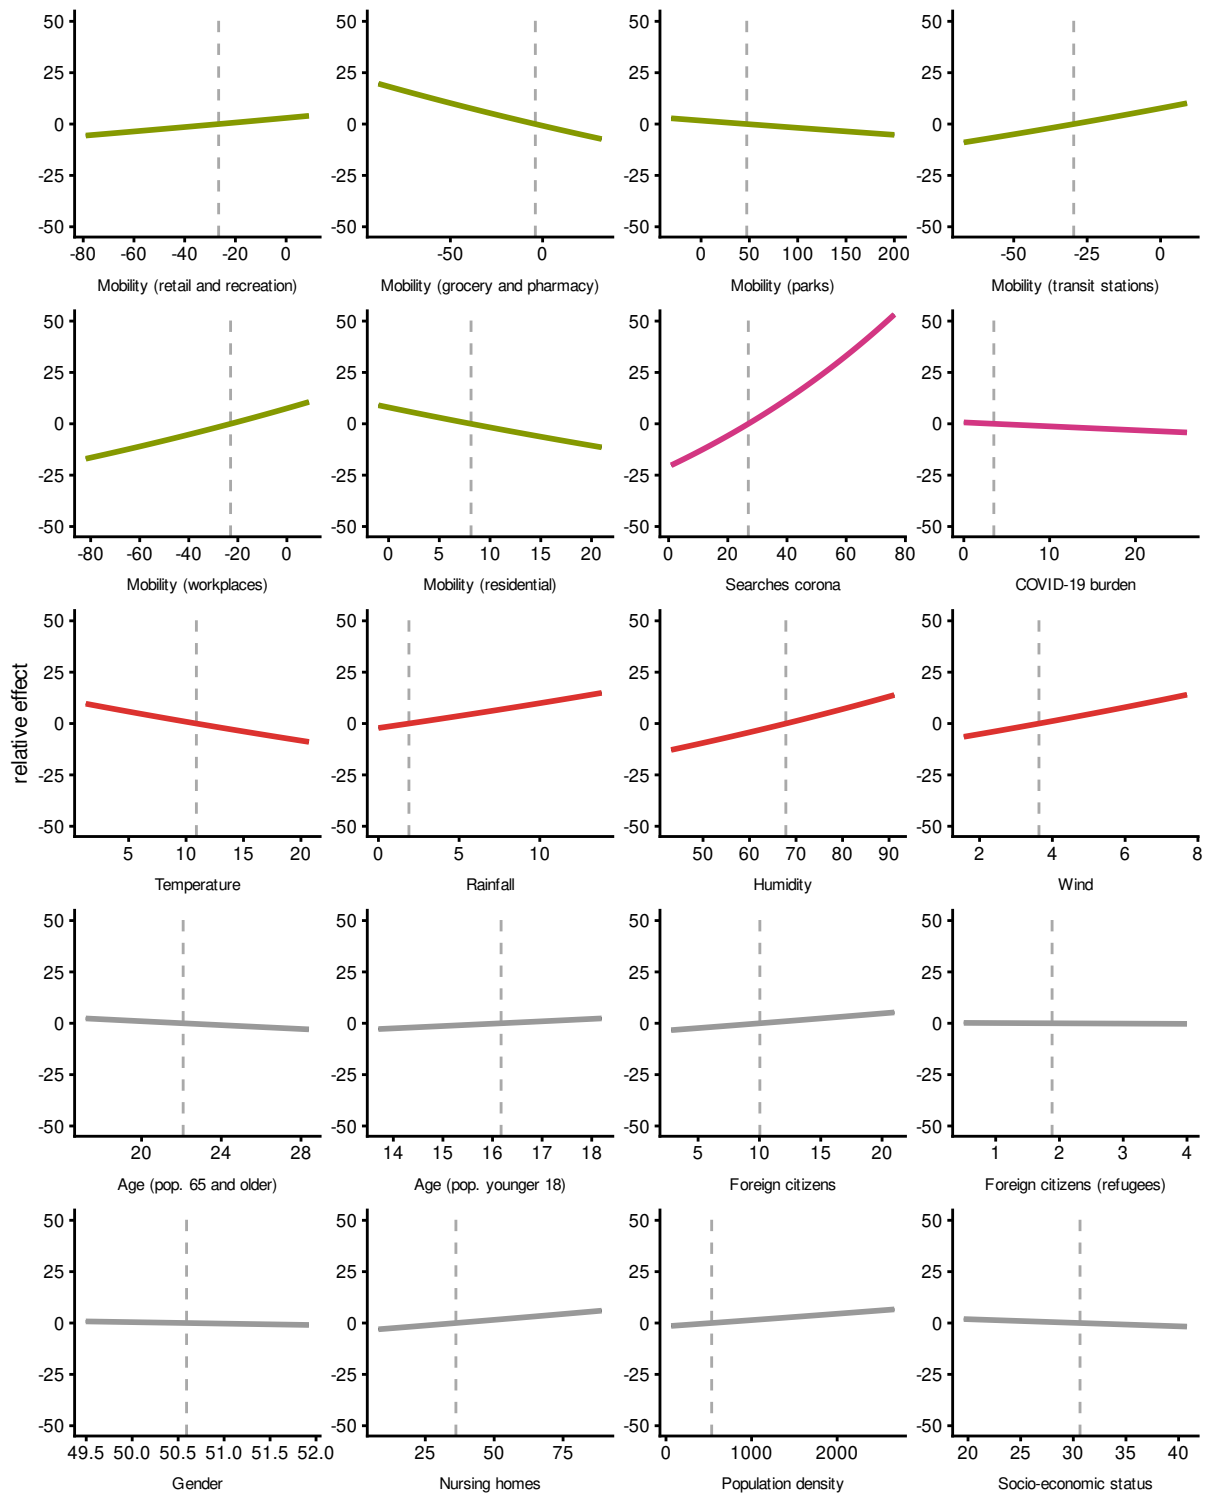 50 50 50 50
25 25 25 25
0 0 0 0
-25 -25 -25 -25
-50 -50 -50 -50
-80 -60 -40 -20 0 -50 0 0 50 100 150 200 -50 -25 0
Mobility (retail and recreation) Mobility (grocery and pharmacy) Mobility (parks) Mobility (transit stations)
50 50 50 50
25 25 25 25
0 0 0 0
-25 -25 -25 -25
-50 -50 -50 -50
-80 -60 -40 -20 0 0 5 10 15 20 0 20 40 60 80 0 10 20
Mobility (workplaces) Mobility (residential) Searches corona COVID-19 burden
relative effect
50 50 50 50
25 25 25 25
0 0 0 0
-25 -25 -25 -25
-50 -50 -50 -50
5 10 15 20 0 5 10 50 60 70 80 90 2 4 6 8
Temperature Rainfall Humidity Wind
50 50 50 50
25 25 25 25
0 0 0 0
-25 -25 -25 -25
-50 -50 -50 -50
20 24 28 14 15 16 17 18 5 10 15 20 1 2 3 4
Age (pop. 65 and older) Age (pop. younger 18) Foreign citizens Foreign citizens (refugees)
50 50 50 50
25 25 25 25
0 0 0 0
-25 -25 -25 -25
-50 -50 -50 -50
49.5 50.0 50.5 51.0 51.5 52.0 25 50 75 0 1000 2000 20 25 30 35 40
Gender Nursing homes Population density Socio-economic status